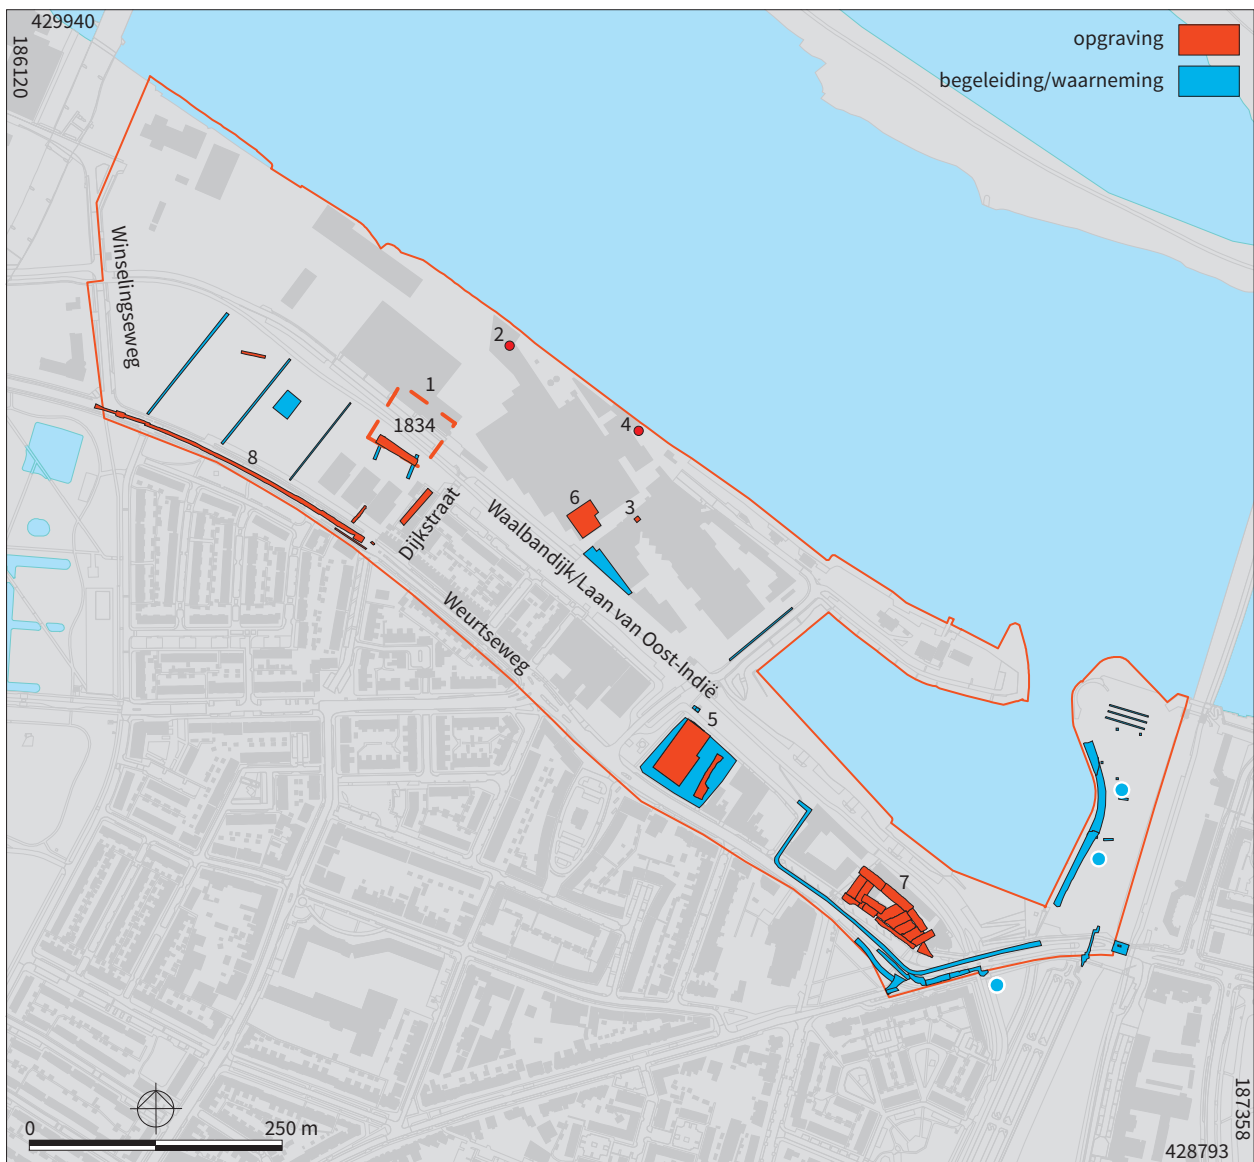 429940
186120
opgraving
begeleiding/waarneming
Winselingseweg
2
1
1834
4
8
6
3
Dijkstraat
Waalbandijk/Laan van Oost-Indië
Weurtseweg
5
7
0
250 m
187358
428793